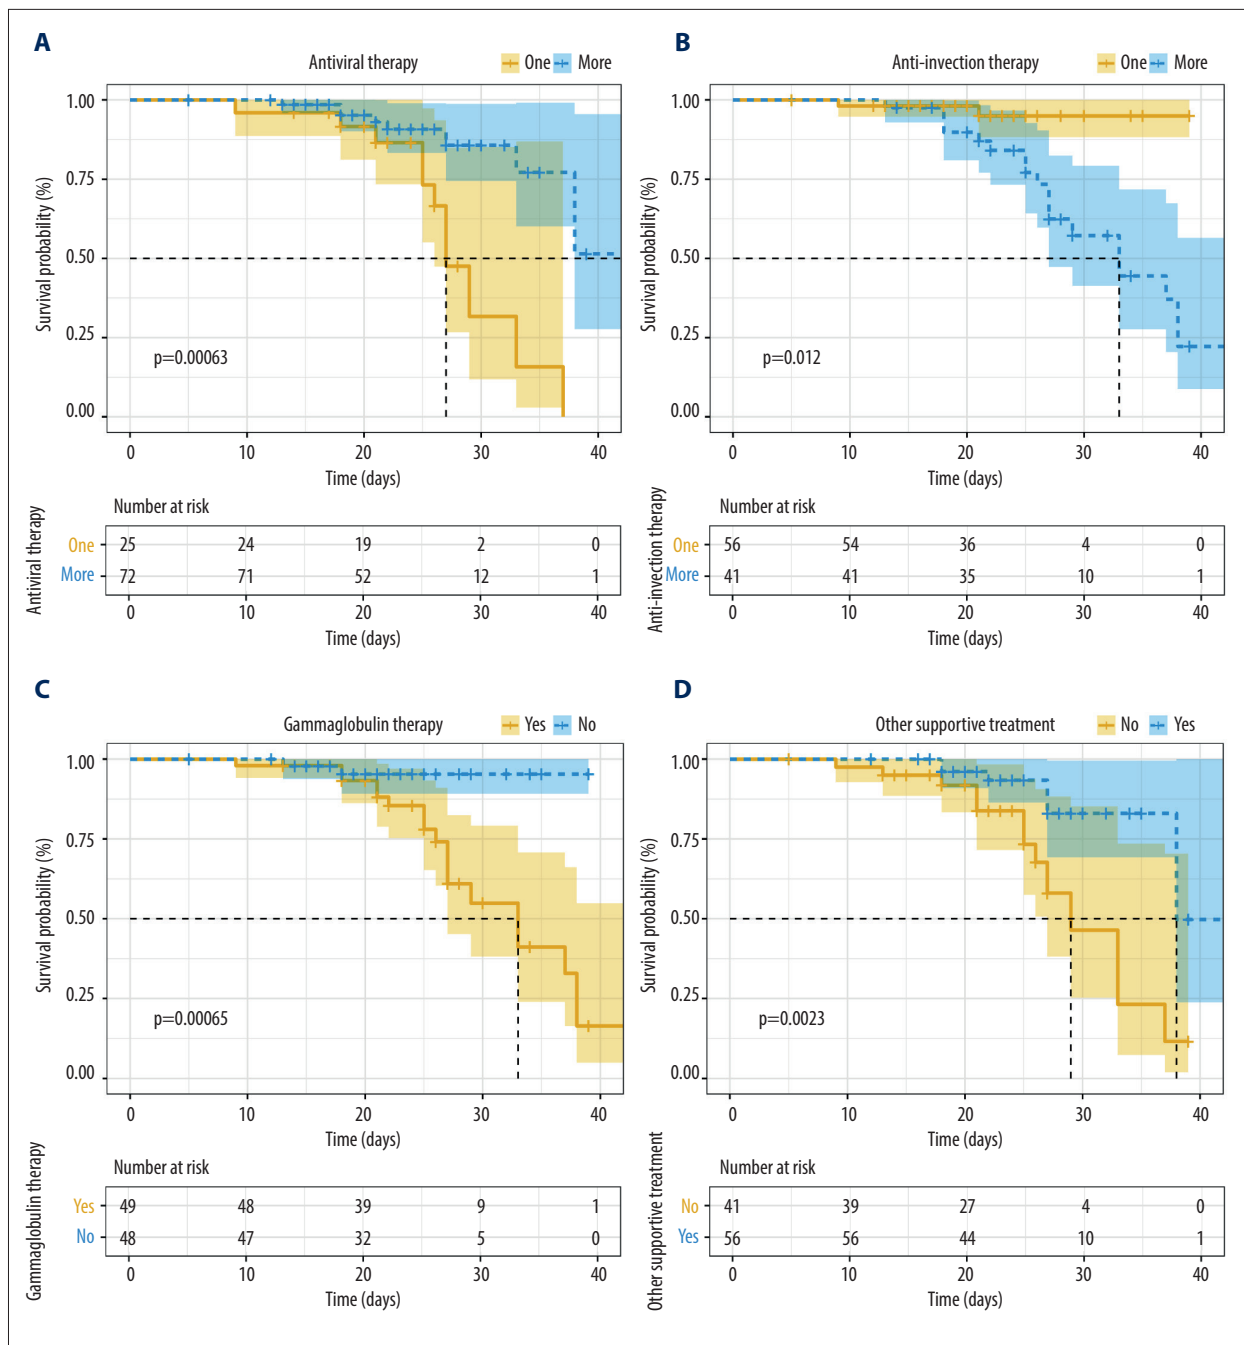 A
Antiviral therapy
One More
Survival probability (%)
1.00
0.75
0.50
0.25
0.00
p=0.00063
0 10 20 30 40
Time (days)
Antiviral therapy
Number at risk
One 25 24 19 2 0
More 72 71 52 12 1
0 10 20 30 40
Time (days)
B
Anti-invection therapy
One More
Survival probability (%)
1.00
0.75
0.50
0.25
0.00
p=0.012
0 10 20 30 40
Time (days)
Anti-invection therapy
Number at risk
One 56 54 36 4 0
More 41 41 35 10 1
0 10 20 30 40
Time (days)
C
Gammaglobulin therapy
Yes No
Survival probability (%)
1.00
0.75
0.50
0.25
0.00
p=0.00065
0 10 20 30 40
Time (days)
Gammaglobulin therapy
Number at risk
Yes 49 48 39 9 1
No 48 47 32 5 0
0 10 20 30 40
Time (days)
D
Other supportive treatment
No Yes
Survival probability (%)
1.00
0.75
0.50
0.25
0.00
p=0.0023
0 10 20 30 40
Time (days)
Other supportive treatment
Number at risk
No 41 39 27 4 0
Yes 56 56 44 10 1
0 10 20 30 40
Time (days)